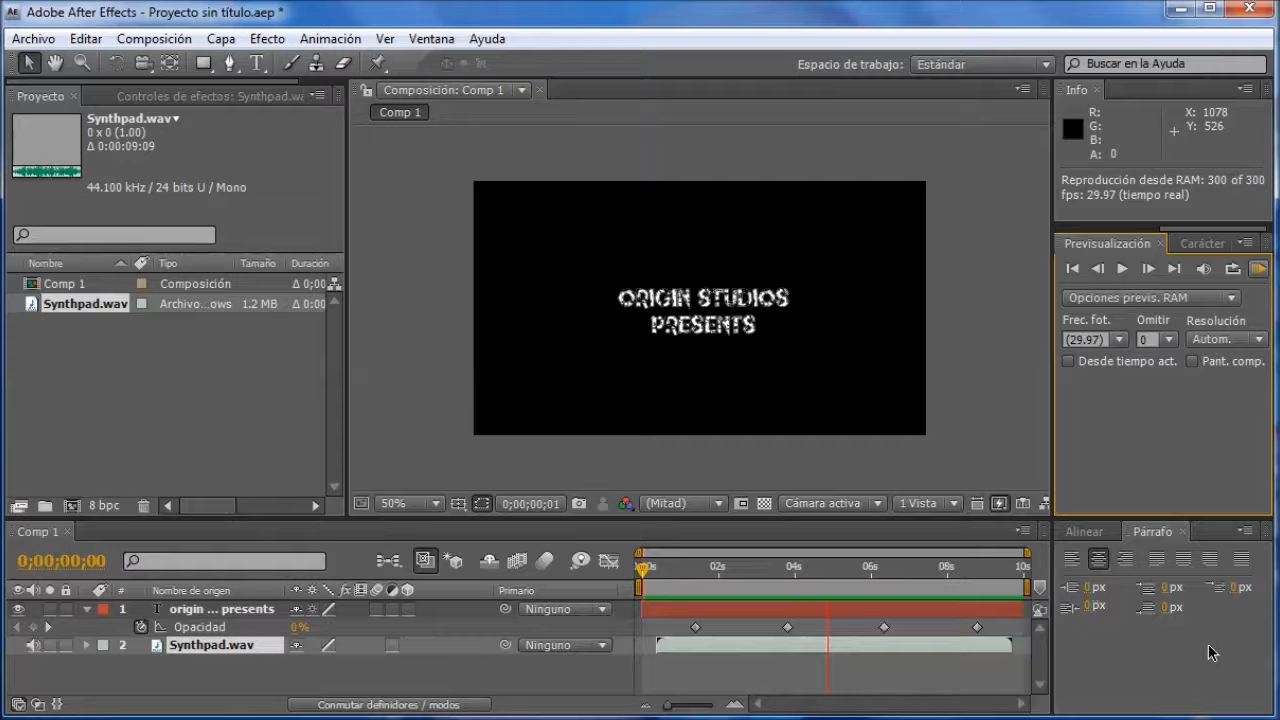 Adobe After Effects - Proyecto sin título.aep *
Archivo Editar Composición Capa Efecto Animación Ver Ventana Ayuda
Espacio de trabajo: Estándar Buscar en la Ayuda
Proyecto Controles de efectos: Synthpad.wa
Composición: Comp 1
Info
Comp 1
Synthpad.wav
0 x 0 (1.00)
Δ 0:00:09:09
44.100 kHz / 24 bits U / Mono
R: X: 1078
G: Y: 526
B:
A: 0
Reproducción desde RAM: 300 of 300
fps: 29.97 (tiempo real)
Nombre Tipo Tamaño Duración
Comp 1 Composición Δ 0;00
Synthpad.wav Archivo...ows 1.2 MB Δ 0:00
ORIGIN STUDIOS
PRESENTS
Previsualización Carácter
Opciones previs. RAM
Frec. fot. Omitir Resolución
(29.97) 0 Autom.
Desde tiempo act. Pant. comp.
8 bpc
50% 0;00;00;01 (Mitad) Cámara activa 1 Vista
Comp 1
Alinear Párrafo
0;00;00;00
02s 04s 06s 08s 10s
# Nombre de origen fx Primario
1 T origin ... presents Ninguno
Opacidad 0%
2 Synthpad.wav Ninguno
0 px 0 px 0 px
0 px 0 px
Conmutar definidores / modos